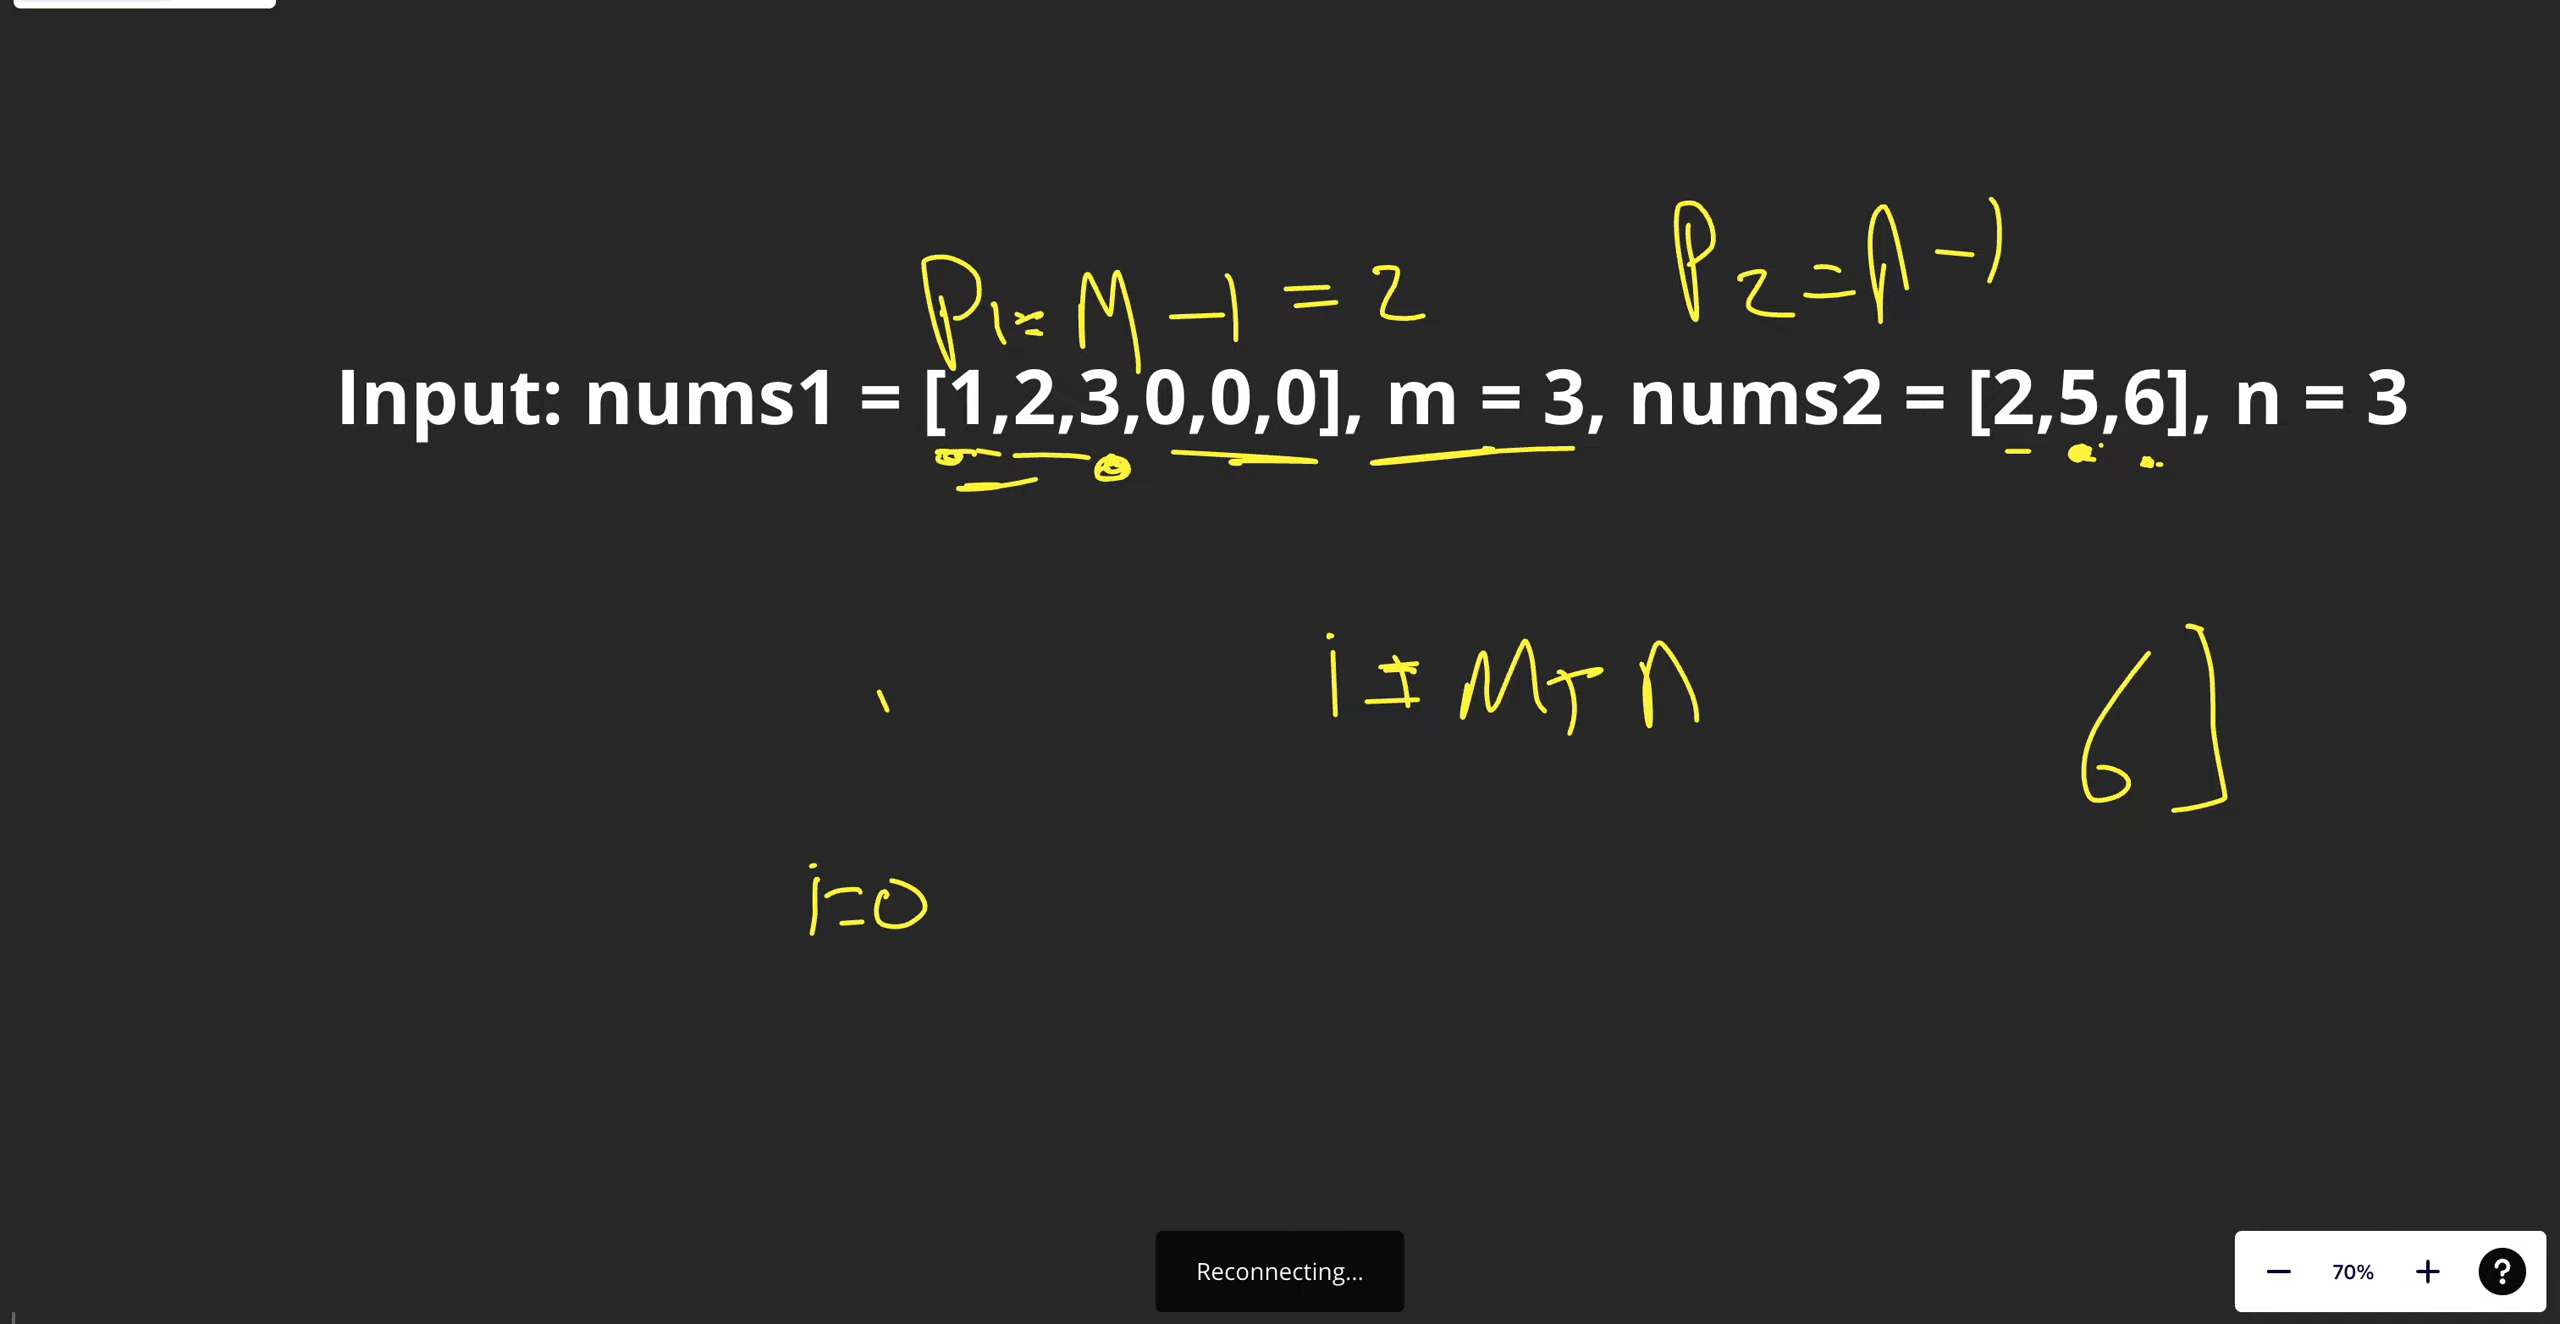 P1 = M - 1 = 2
P2 = n - 1
Input: nums1 = [1,2,3,0,0,0], m = 3, nums2 = [2,5,6], n = 3
i = M + n
6]
i=0
Reconnecting...
70%